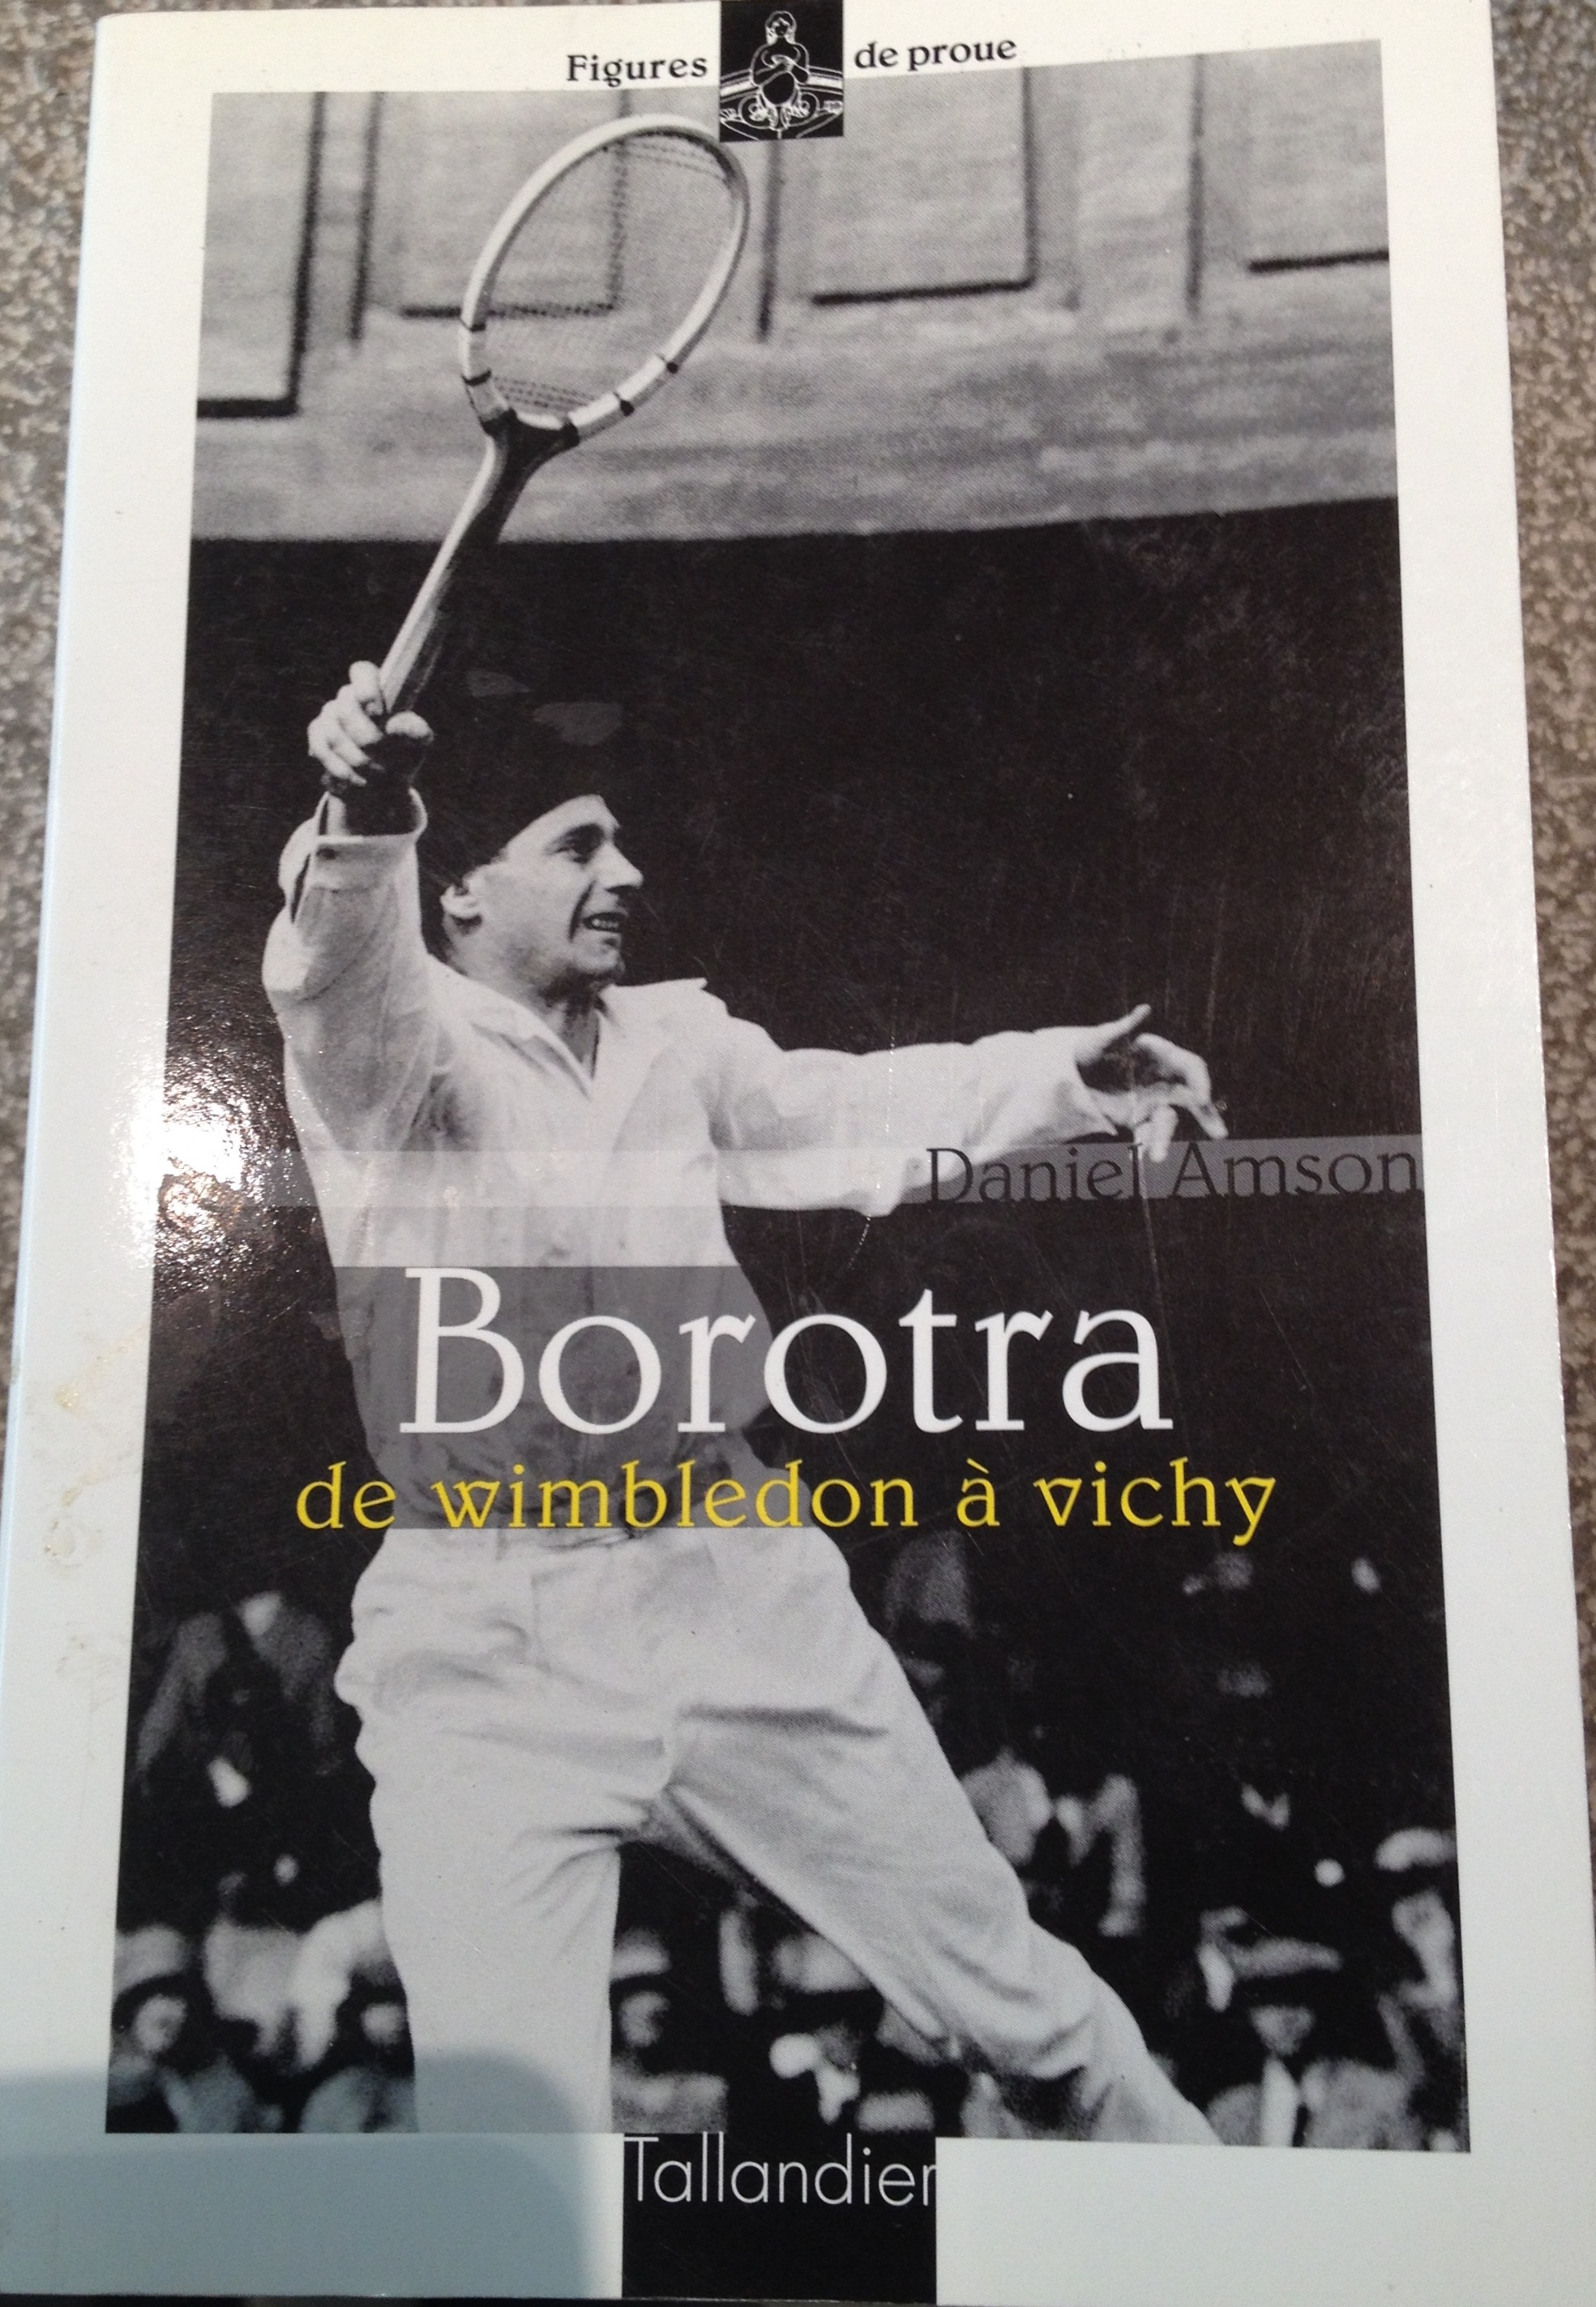 Figures de proue
Daniel Amson
Borotra
de wimbledon à vichy
Tallandier